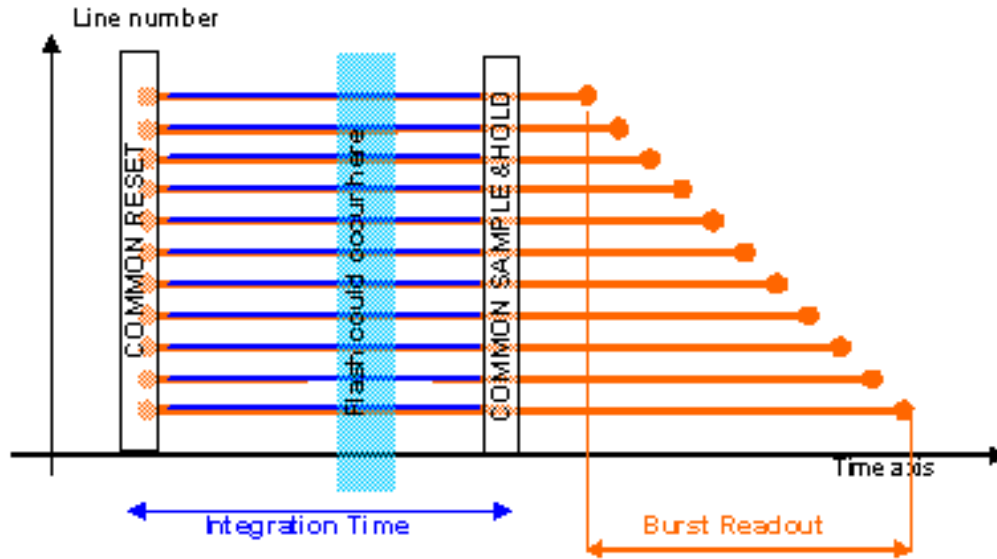 Line number
COMMON RESET
Flash could occur here
COMMON SAMPLE & HOLD
Time axis
Integration Time
Burst Readout